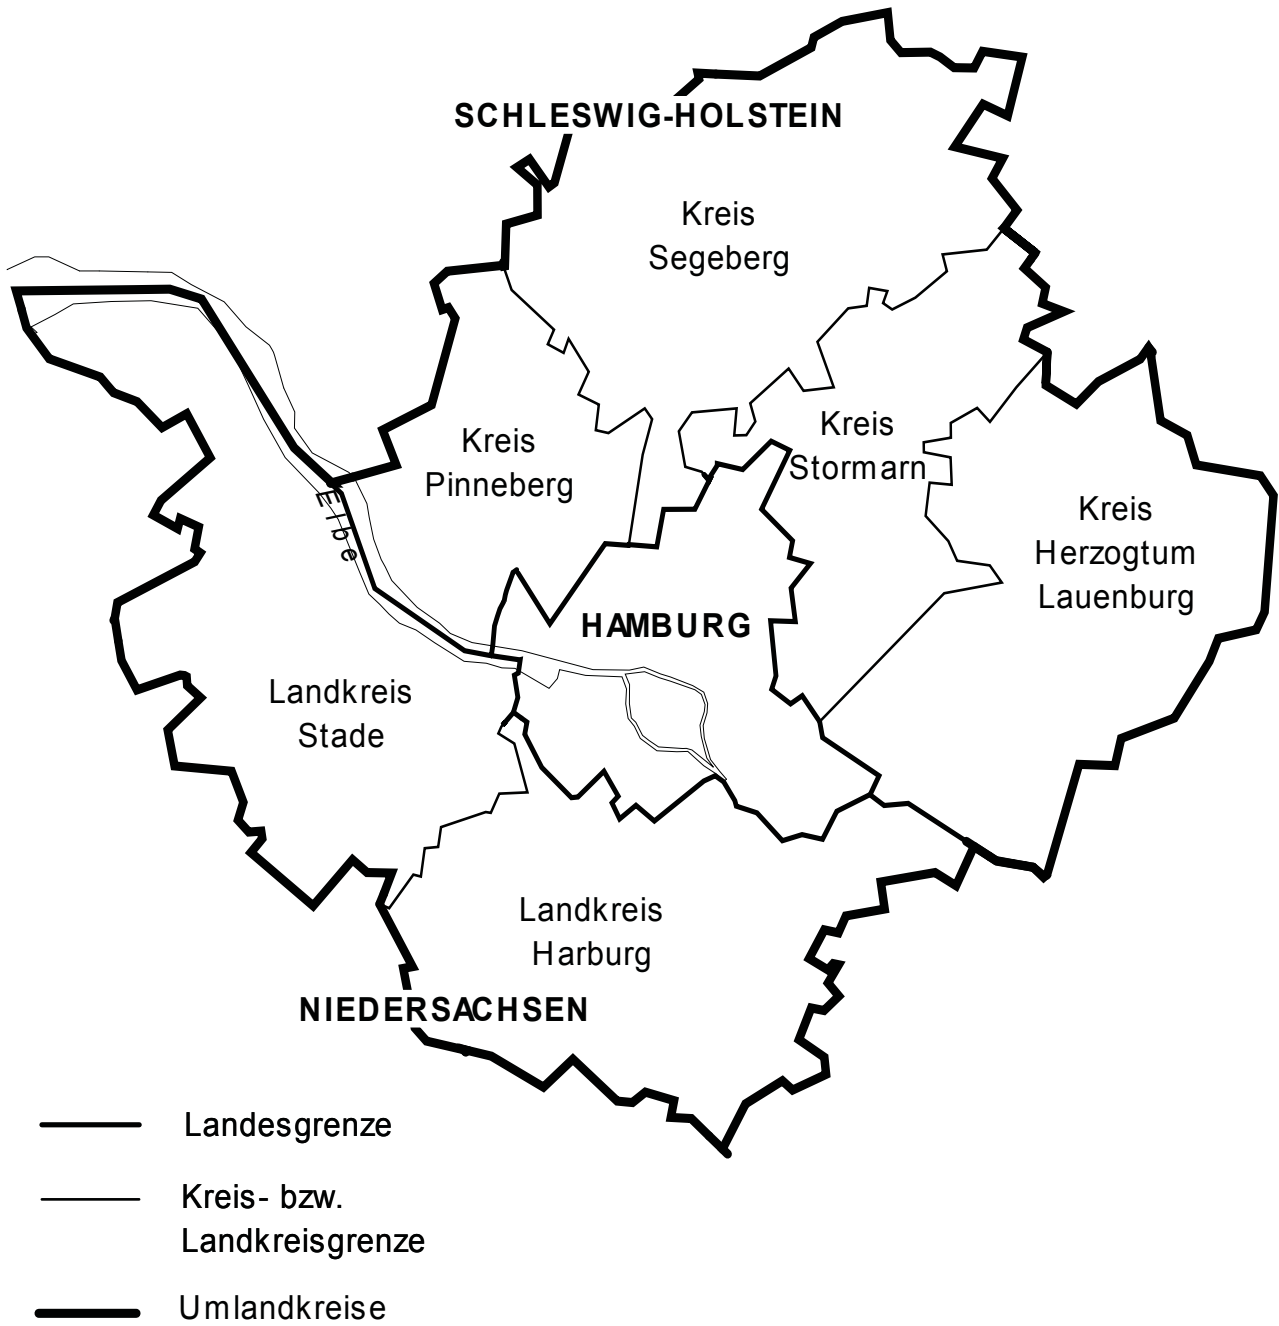 SCHLESWIG-HOLSTEIN
Kreis
Segeberg
Kreis
Pinneberg
Kreis
Stormarn
Kreis
Herzogtum
Lauenburg
Elbe
HAMBURG
Landkreis
Stade
Landkreis
Harburg
NIEDERSACHSEN
Landesgrenze
Kreis- bzw.
Landkreisgrenze
Umlandkreise